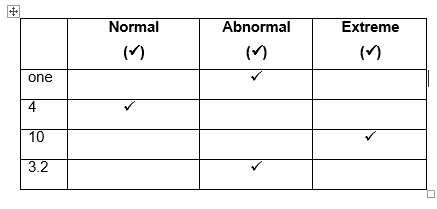 Normal Abnormal Extreme
(✓) (✓) (✓)
one ✓
4 ✓
10 ✓
3.2 ✓